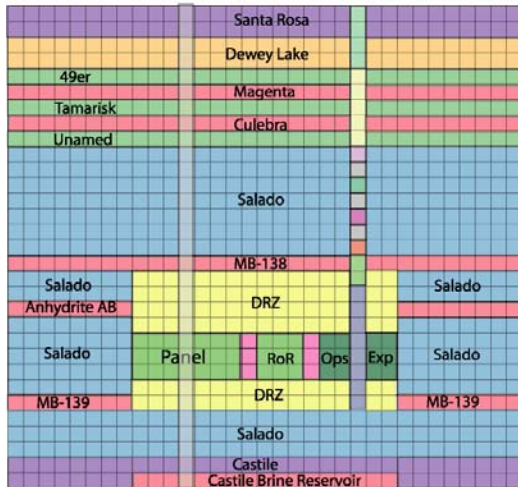 Santa Rosa
Dewey Lake
49er
Magenta
Tamarisk
Culebra
Unamed
Salado
MB-138
Salado
Salado
DRZ
Anhydrite AB
Salado
Panel
RoR
Ops
Exp
Salado
DRZ
MB-139
MB-139
Salado
Castile
Castile Brine Reservoir